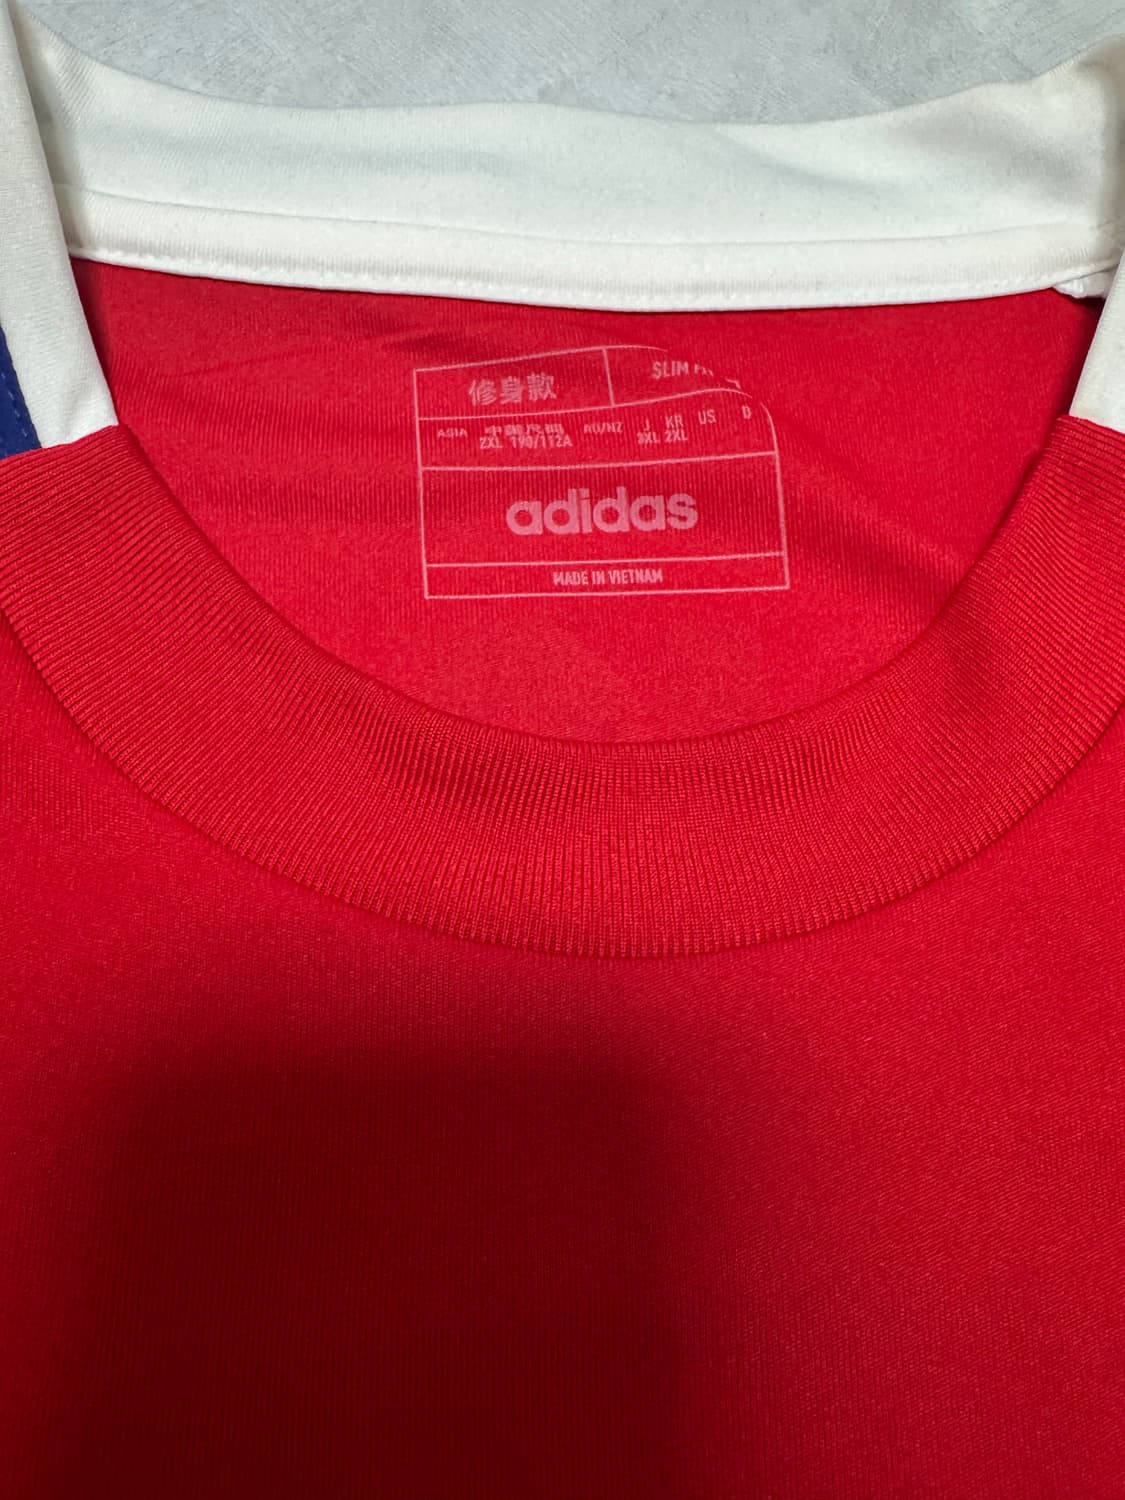 修身款 SLIM
ASIA 中国尺码 AU/NZ J KR US D
2XL 190/112A 3XL 2XL
adidas
MADE IN VIETNAM